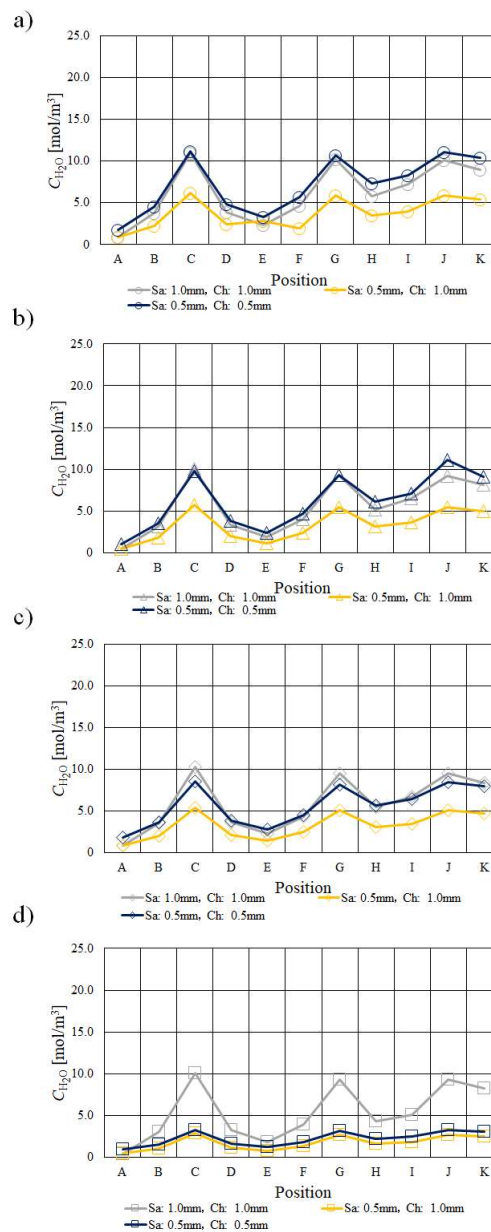 a)
25.0
20.0
15.0
10.0
5.0
0
C_H2O [mol/m³]
A B C D E F G H I J K
Position
Sa: 1.0mm, Ch: 1.0mm Sa: 0.5mm, Ch: 1.0mm
Sa: 0.5mm, Ch: 0.5mm
b)
25.0
20.0
15.0
10.0
5.0
0
C_H2O [mol/m³]
A B C D E F G H I J K
Position
Sa: 1.0mm, Ch: 1.0mm Sa: 0.5mm, Ch: 1.0mm
Sa: 0.5mm, Ch: 0.5mm
c)
25.0
20.0
15.0
10.0
5.0
0
C_H2O [mol/m³]
A B C D E F G H I J K
Position
Sa: 1.0mm, Ch: 1.0mm Sa: 0.5mm, Ch: 1.0mm
Sa: 0.5mm, Ch: 0.5mm
d)
25.0
20.0
15.0
10.0
5.0
0
C_H2O [mol/m³]
A B C D E F G H I J K
Position
Sa: 1.0mm, Ch: 1.0mm Sa: 0.5mm, Ch: 1.0mm
Sa: 0.5mm, Ch: 0.5mm